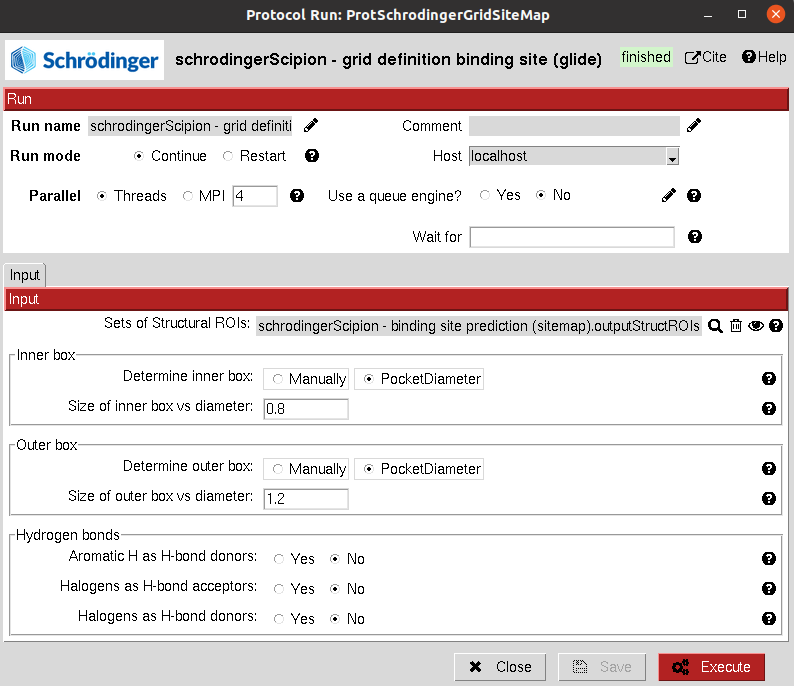 Protocol Run: ProtSchrodingerGridSiteMap
Schrödinger schrodingerScipion - grid definition binding site (glide) finished Cite Help
Run
Run name schrodingerScipion - grid definiti Comment
Run mode Continue Restart Host localhost
Parallel Threads MPI 4 Use a queue engine? Yes No
Wait for
Input
Input
Sets of Structural ROIs: schrodingerScipion - binding site prediction (sitemap).outputStructROIs
Inner box
Determine inner box: Manually PocketDiameter
Size of inner box vs diameter: 0.8
Outer box
Determine outer box: Manually PocketDiameter
Size of outer box vs diameter: 1.2
Hydrogen bonds
Aromatic H as H-bond donors: Yes No
Halogens as H-bond acceptors: Yes No
Halogens as H-bond donors: Yes No
Close Save Execute